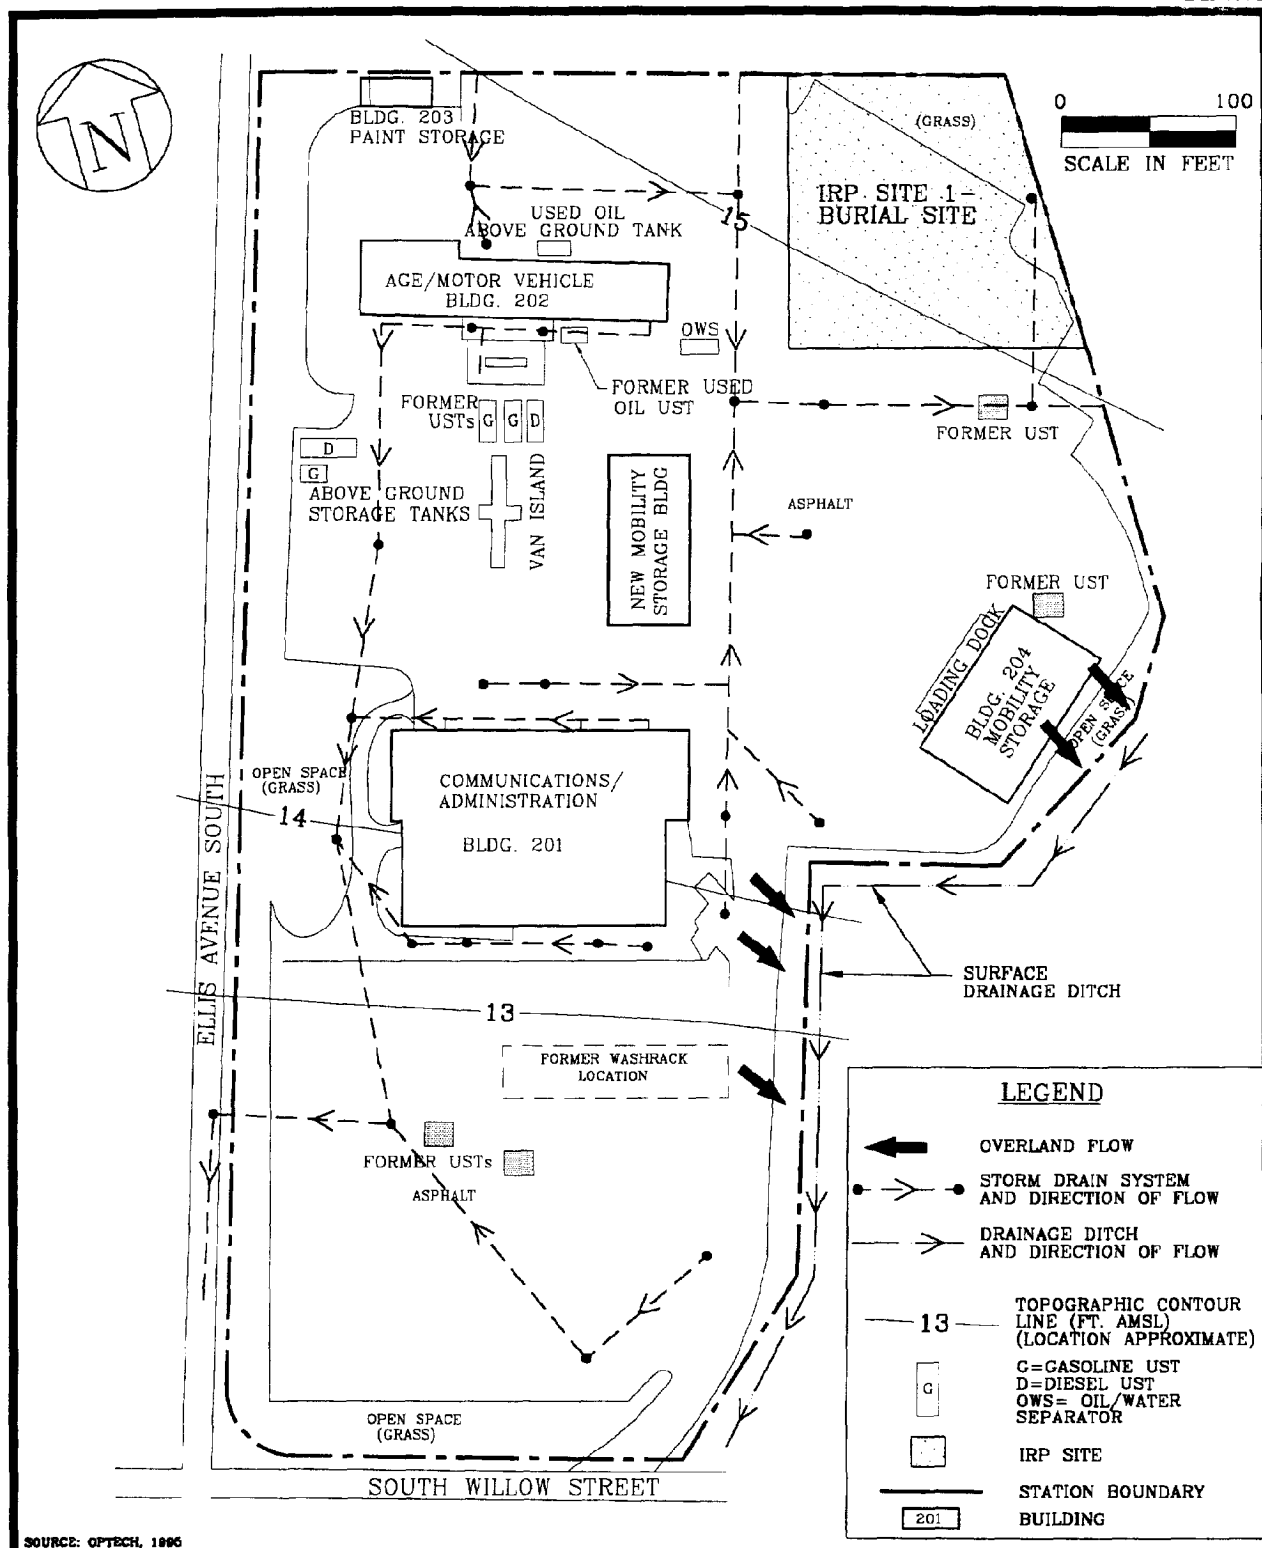 N
BLDG. 203
PAINT STORAGE
(GRASS)
0 100
SCALE IN FEET
IRP SITE 1-
BURIAL SITE
15
USED OIL
ABOVE GROUND TANK
AGE/MOTOR VEHICLE
BLDG. 202
OWS
FORMER USED
OIL UST
FORMER
USTs
G G D
FORMER UST
D
G
ABOVE GROUND
STORAGE TANKS
VAN ISLAND
NEW MOBILITY
STORAGE BLDG
ASPHALT
FORMER UST
LOADING DOCK
BLDG. 204
MOBILITY
STORAGE
OPEN SPACE
(GRASS)
OPEN SPACE
(GRASS)
14
COMMUNICATIONS/
ADMINISTRATION
BLDG. 201
ELLIS AVENUE SOUTH
SURFACE
DRAINAGE DITCH
13
FORMER WASHRACK
LOCATION
FORMER USTs
ASPHALT
OPEN SPACE
(GRASS)
SOUTH WILLOW STREET
LEGEND
OVERLAND FLOW
STORM DRAIN SYSTEM
AND DIRECTION OF FLOW
DRAINAGE DITCH
AND DIRECTION OF FLOW
13
TOPOGRAPHIC CONTOUR
LINE (FT. AMSL)
(LOCATION APPROXIMATE)
G
G=GASOLINE UST
D=DIESEL UST
OWS= OIL/WATER
SEPARATOR
IRP SITE
STATION BOUNDARY
201
BUILDING
SOURCE: OPTECH, 1995